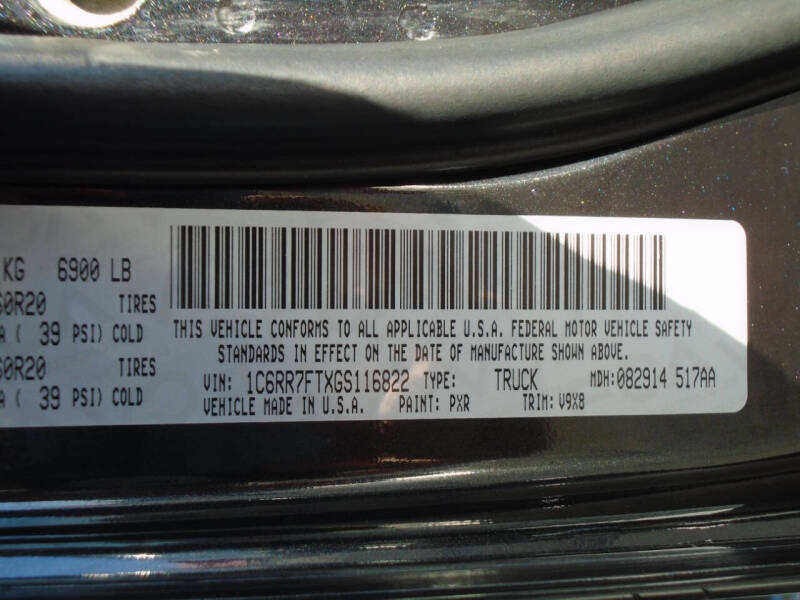 KG 6900 LB
60R20 TIRES
( 39 PSI) COLD
60R20 TIRES
( 39 PSI) COLD
THIS VEHICLE CONFORMS TO ALL APPLICABLE U.S.A. FEDERAL MOTOR VEHICLE SAFETY
STANDARDS IN EFFECT ON THE DATE OF MANUFACTURE SHOWN ABOVE.
VIN: 1C6RR7FTXGS116822 TYPE: TRUCK MDH: 082914 517AA
VEHICLE MADE IN U.S.A. PAINT: PXR TRIM: V9X8